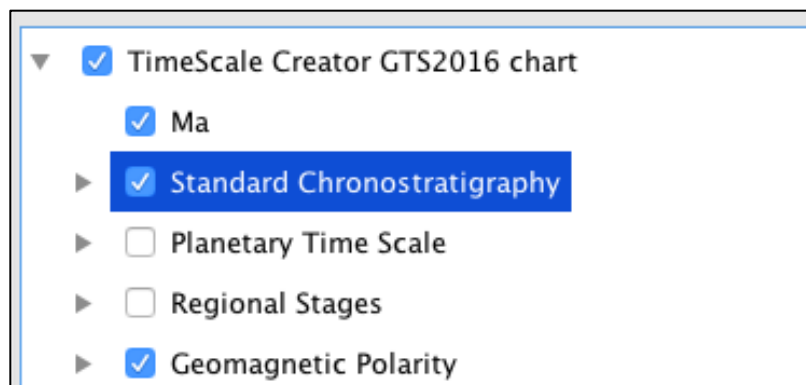 TimeScale Creator GTS2016 chart
Ma
Standard Chronostratigraphy
Planetary Time Scale
Regional Stages
Geomagnetic Polarity